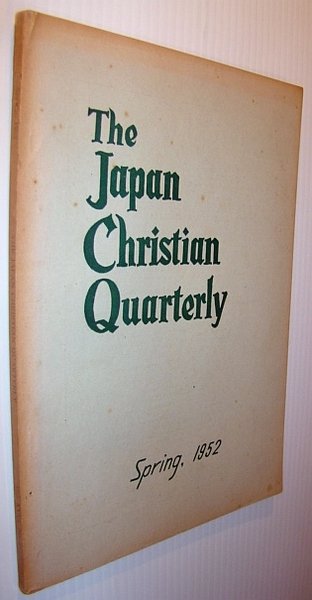 The
Japan
Christian
Quarterly
Spring, 1952